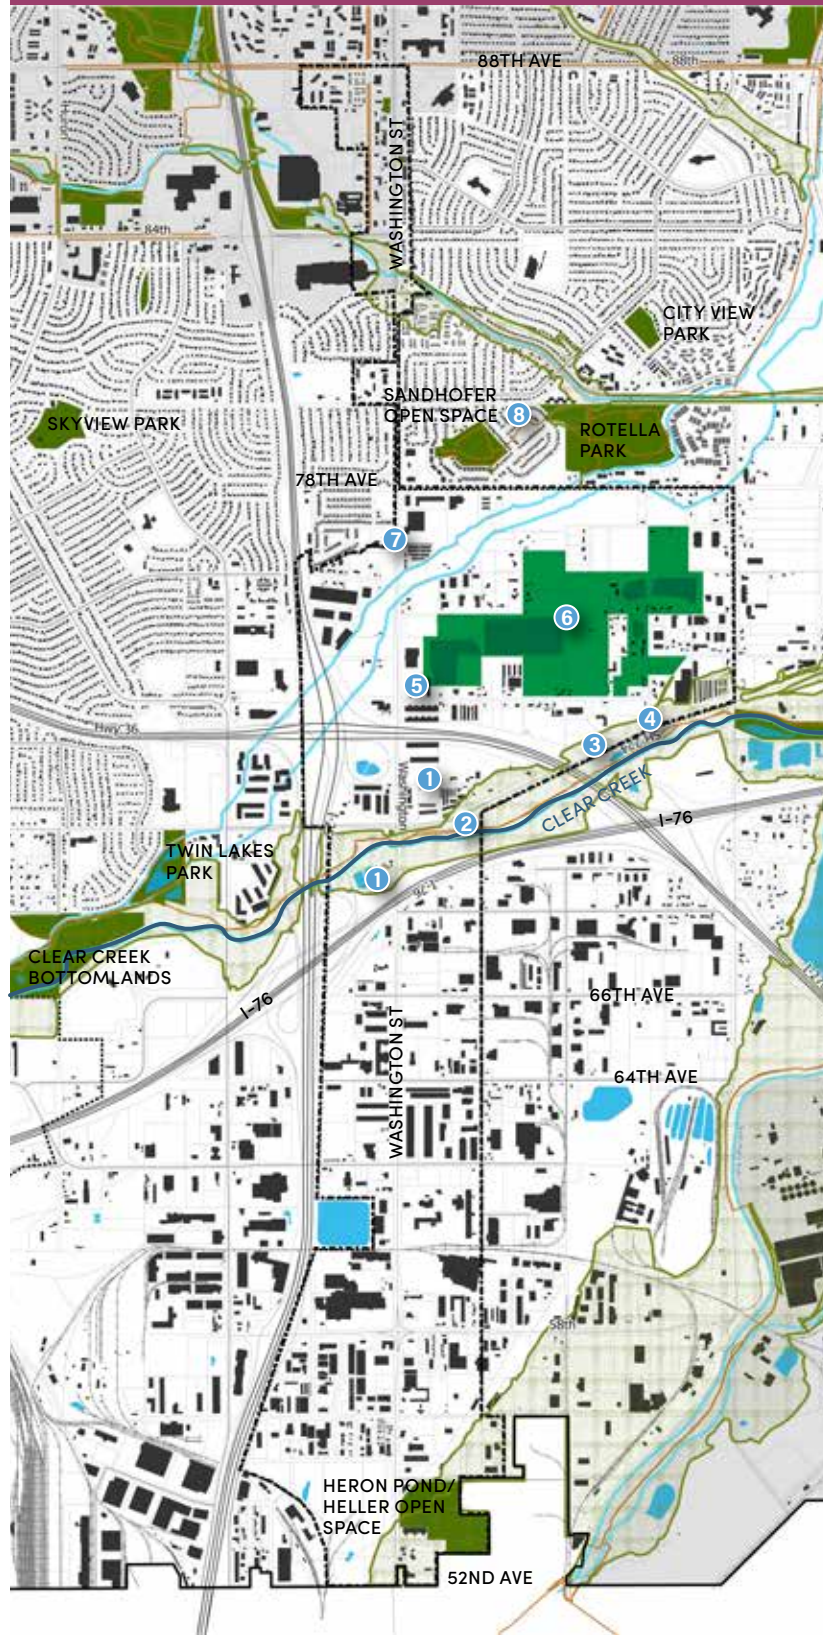 88TH AVE
88th
WASHINGTON ST
84th
CITY VIEW
PARK
SANDHOFER
OPEN SPACE
8
SKYVIEW PARK
ROTELLA
PARK
78TH AVE
7
6
5
4
Hwy 36
3
1
Washington
2
CLEAR CREEK
I-76
TWIN LAKES
PARK
1
I-76
CLEAR CREEK
BOTTOMLANDS
66TH AVE
I-76
WASHINGTON ST
64TH AVE
58th
HERON POND/
HELLER OPEN
SPACE
52ND AVE